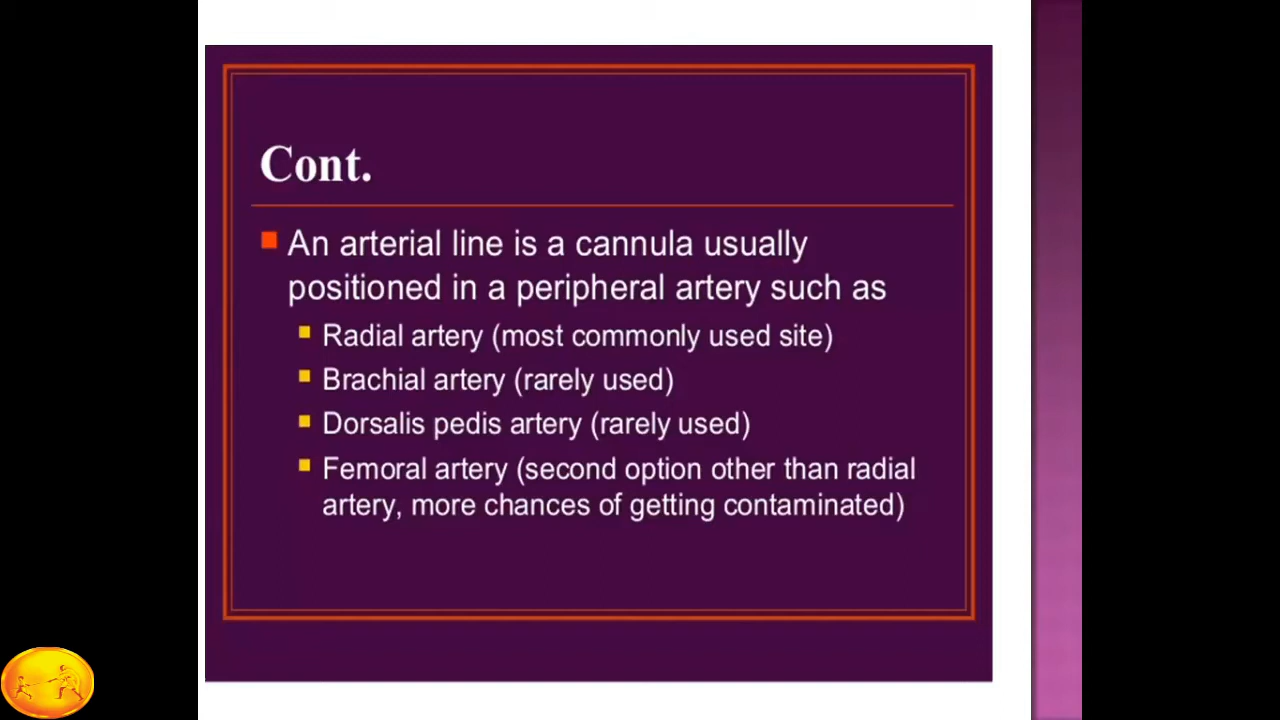 Cont.
An arterial line is a cannula usually
positioned in a peripheral artery such as
Radial artery (most commonly used site)
Brachial artery (rarely used)
Dorsalis pedis artery (rarely used)
Femoral artery (second option other than radial
artery, more chances of getting contaminated)